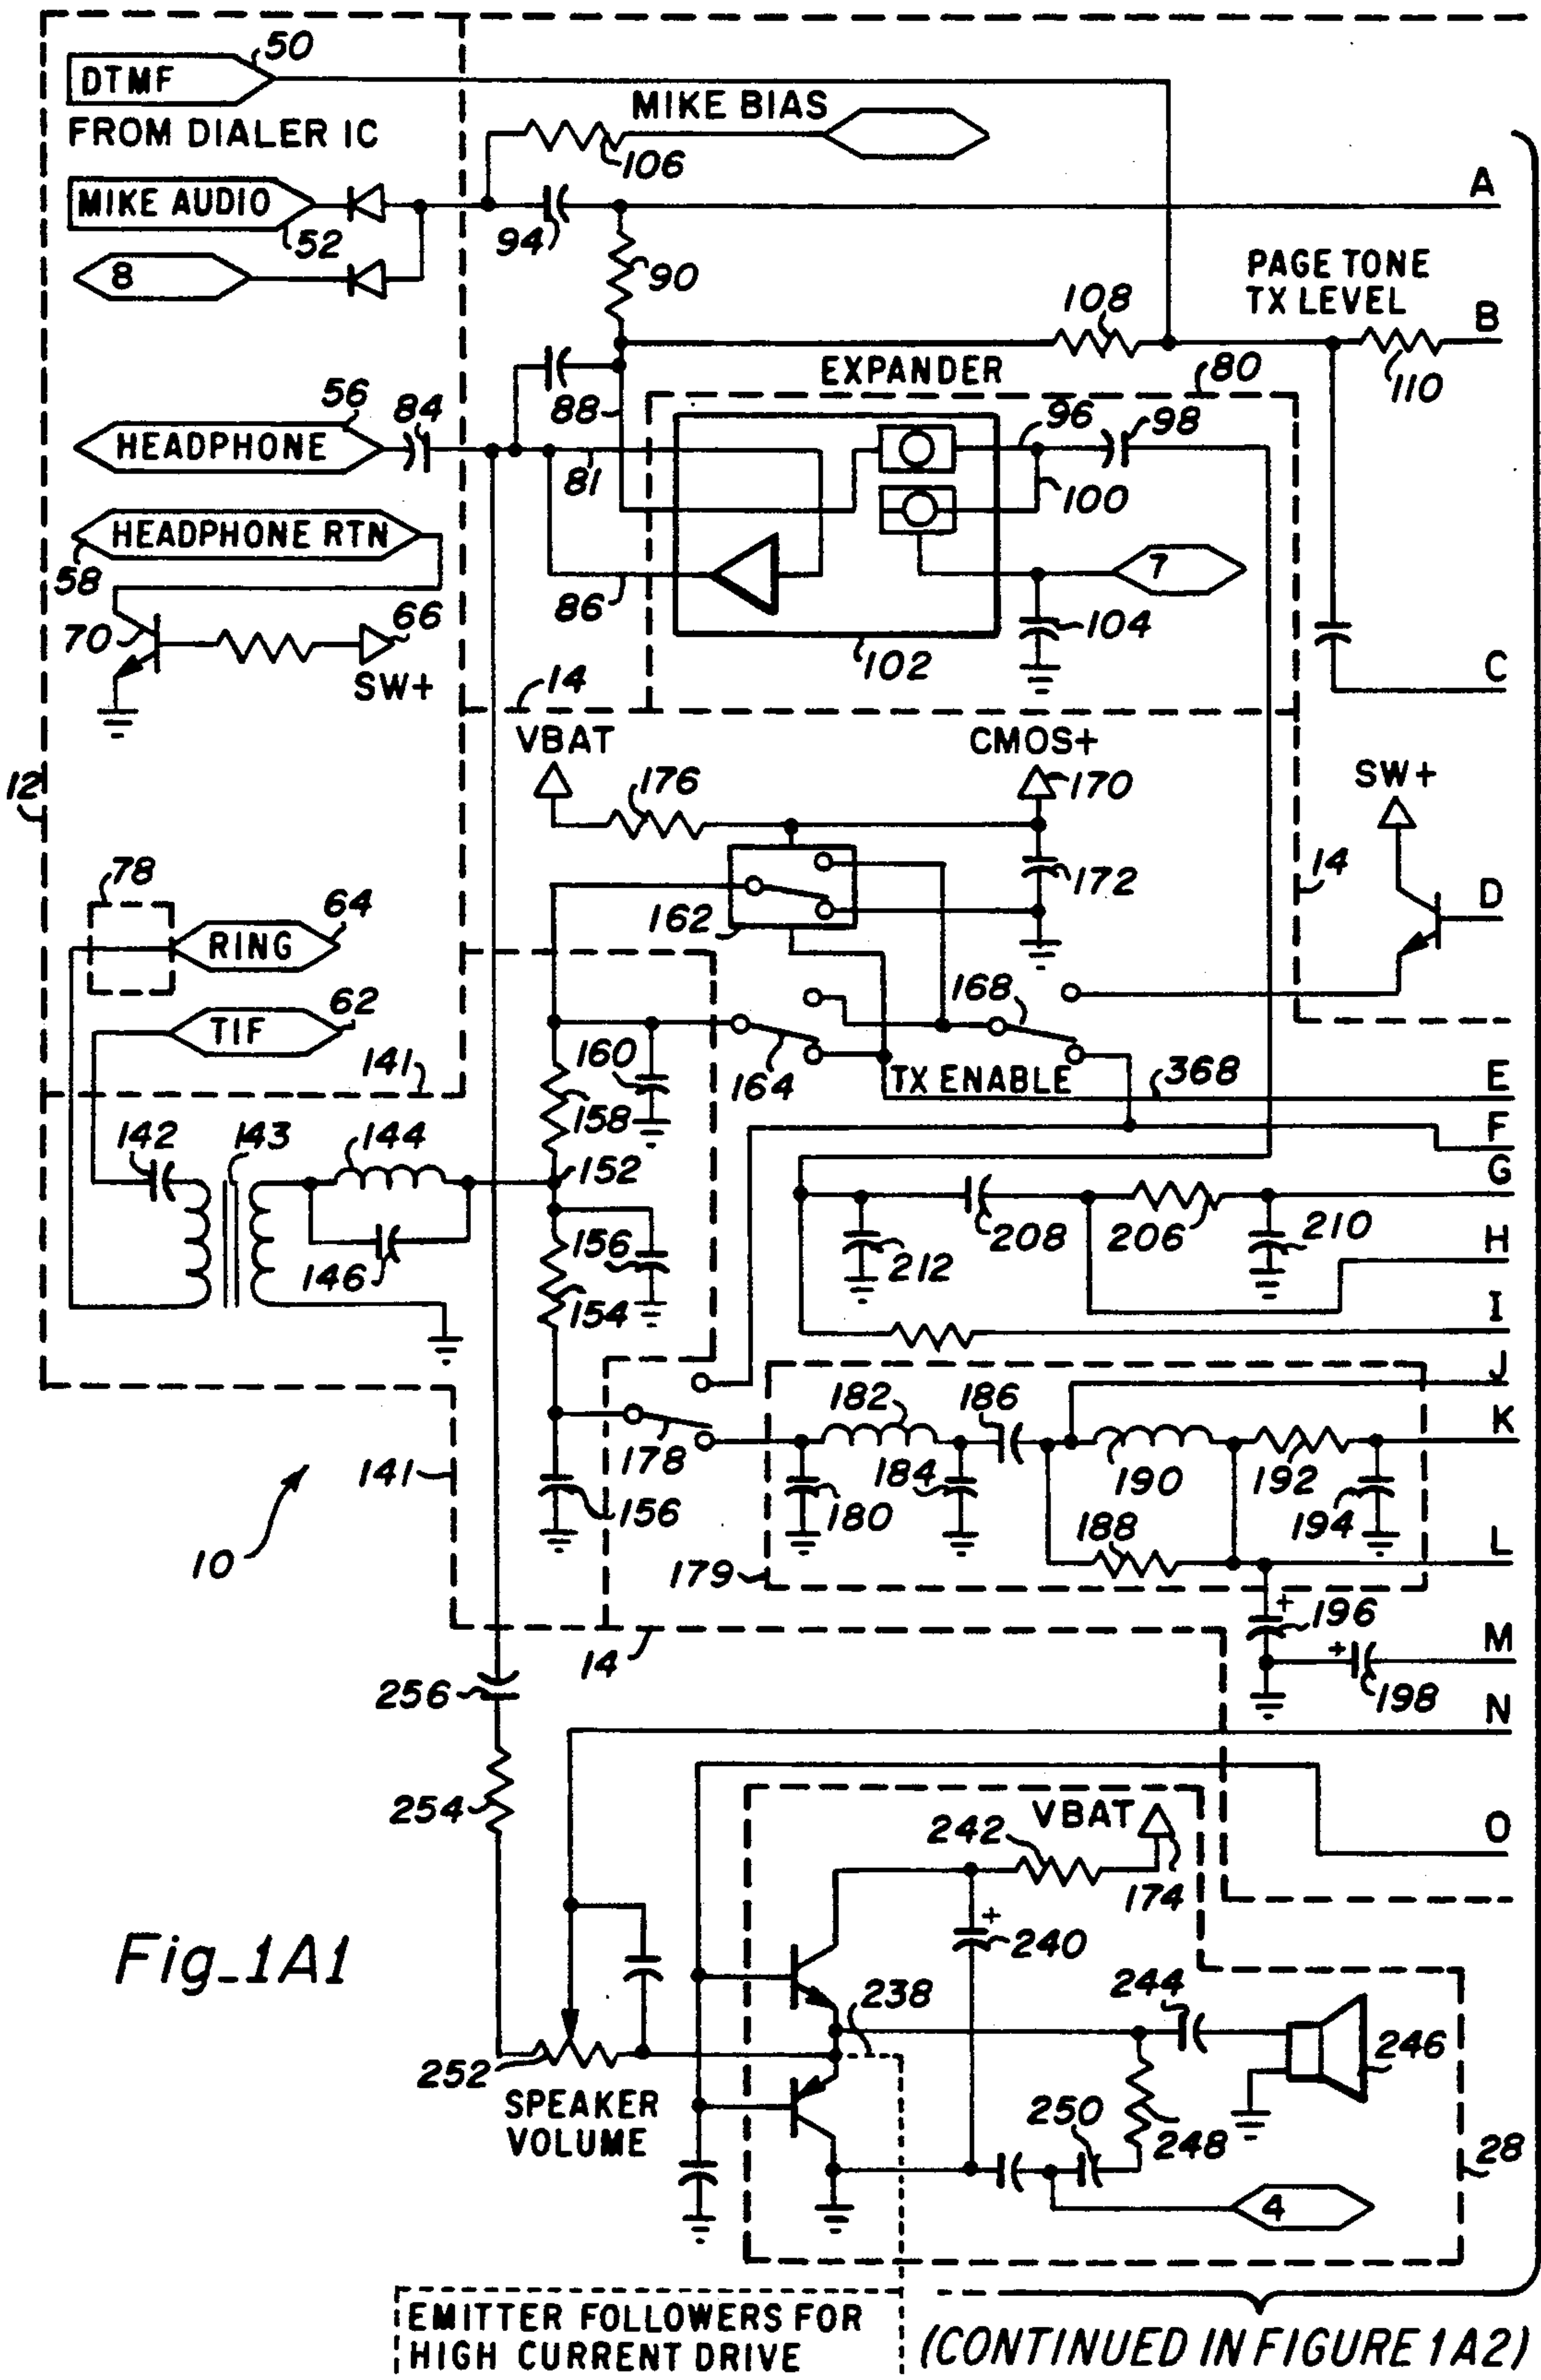 50
DTMF
FROM DIALER IC
MIKE BIAS
106
A
MIKE AUDIO
52
94
8
90
PAGE TONE
TX LEVEL
108
B
110
EXPANDER
80
56
84
88
96
98
HEADPHONE
81
100
HEADPHONE RTN
58
7
86
66
70
104
102
C
SW+
14
VBAT
CMOS+
12
176
170
SW+
78
172
14
64
162
D
RING
168
62
TIF
160
164
TX ENABLE
368
E
141
158
F
142
143
144
152
G
208
206
210
H
156
212
146
154
I
J
182
186
K
178
184
190
192
141
156
180
194
10
188
L
179
196
M
14
198
256
N
254
VBAT
242
O
174
Fig_1A1
240
238
244
246
252
SPEAKER
VOLUME
250
248
28
4
EMITTER FOLLOWERS FOR
HIGH CURRENT DRIVE
(CONTINUED IN FIGURE 1A2)